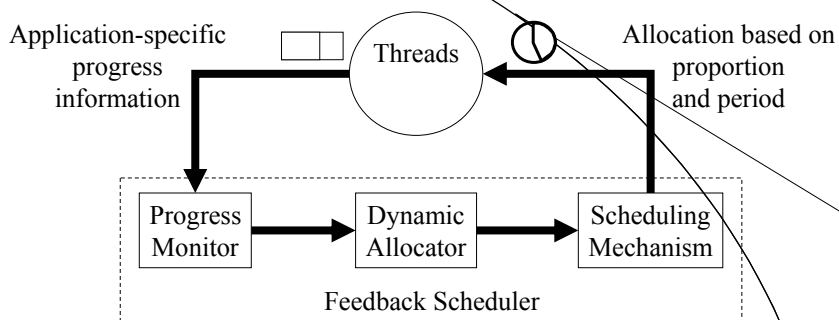 Application-specific
progress
information
Threads
Allocation based on
proportion
and period
Progress
Monitor
Dynamic
Allocator
Scheduling
Mechanism
Feedback Scheduler